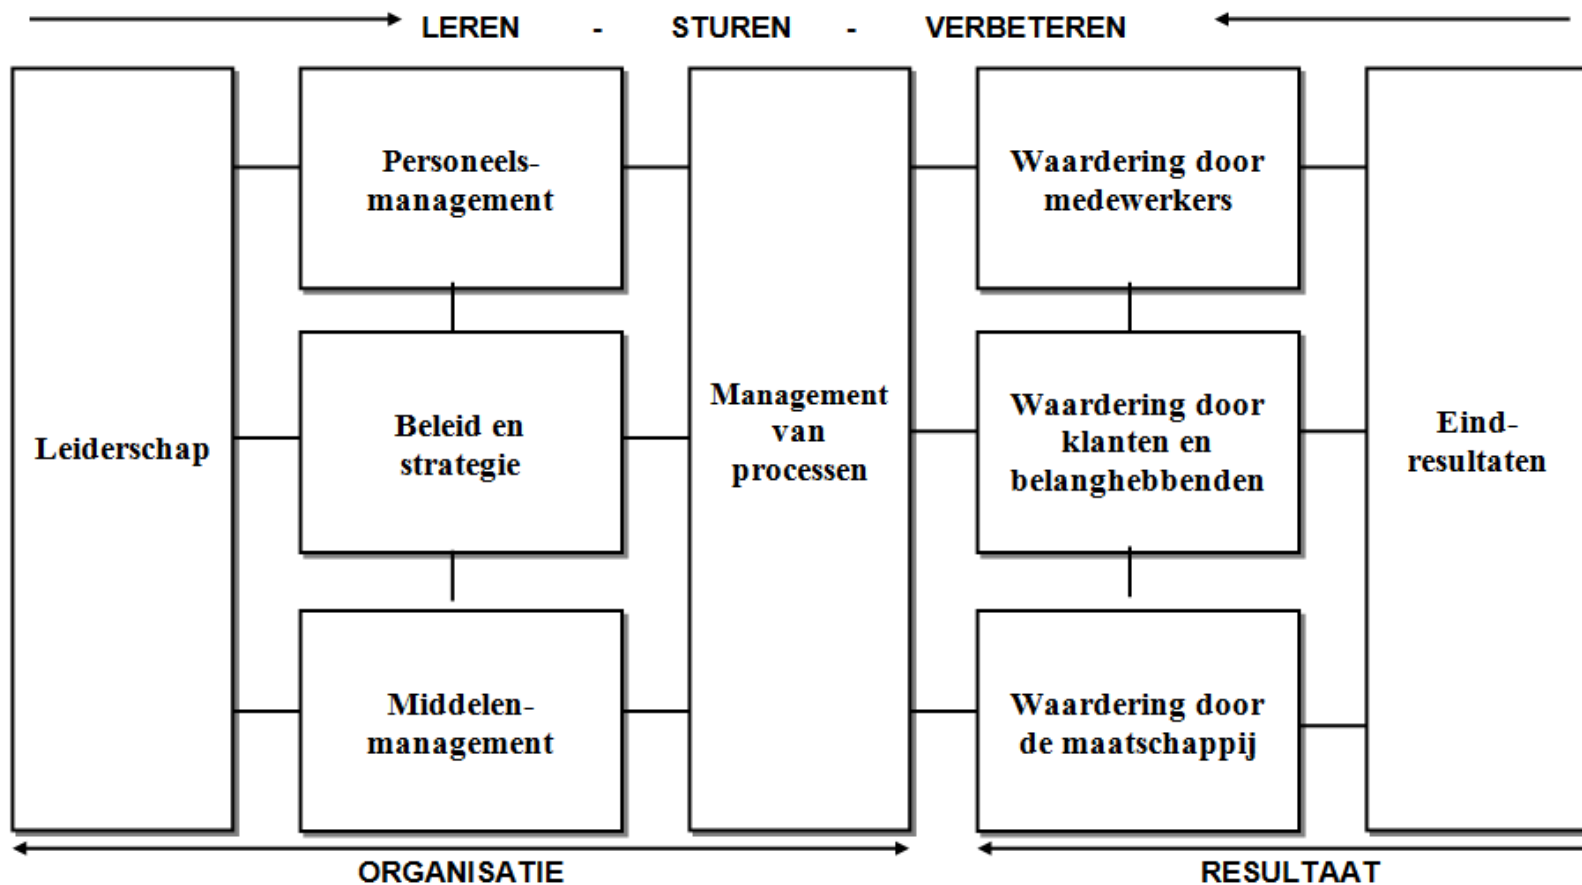 LEREN - STUREN - VERBETEREN
Leiderschap
Personeels-
management
Beleid en
strategie
Middelen-
management
Management
van
processen
Waardering door
medewerkers
Waardering door
klanten en
belanghebbenden
Waardering door
de maatschappij
Eind-
resultaten
ORGANISATIE
RESULTAAT